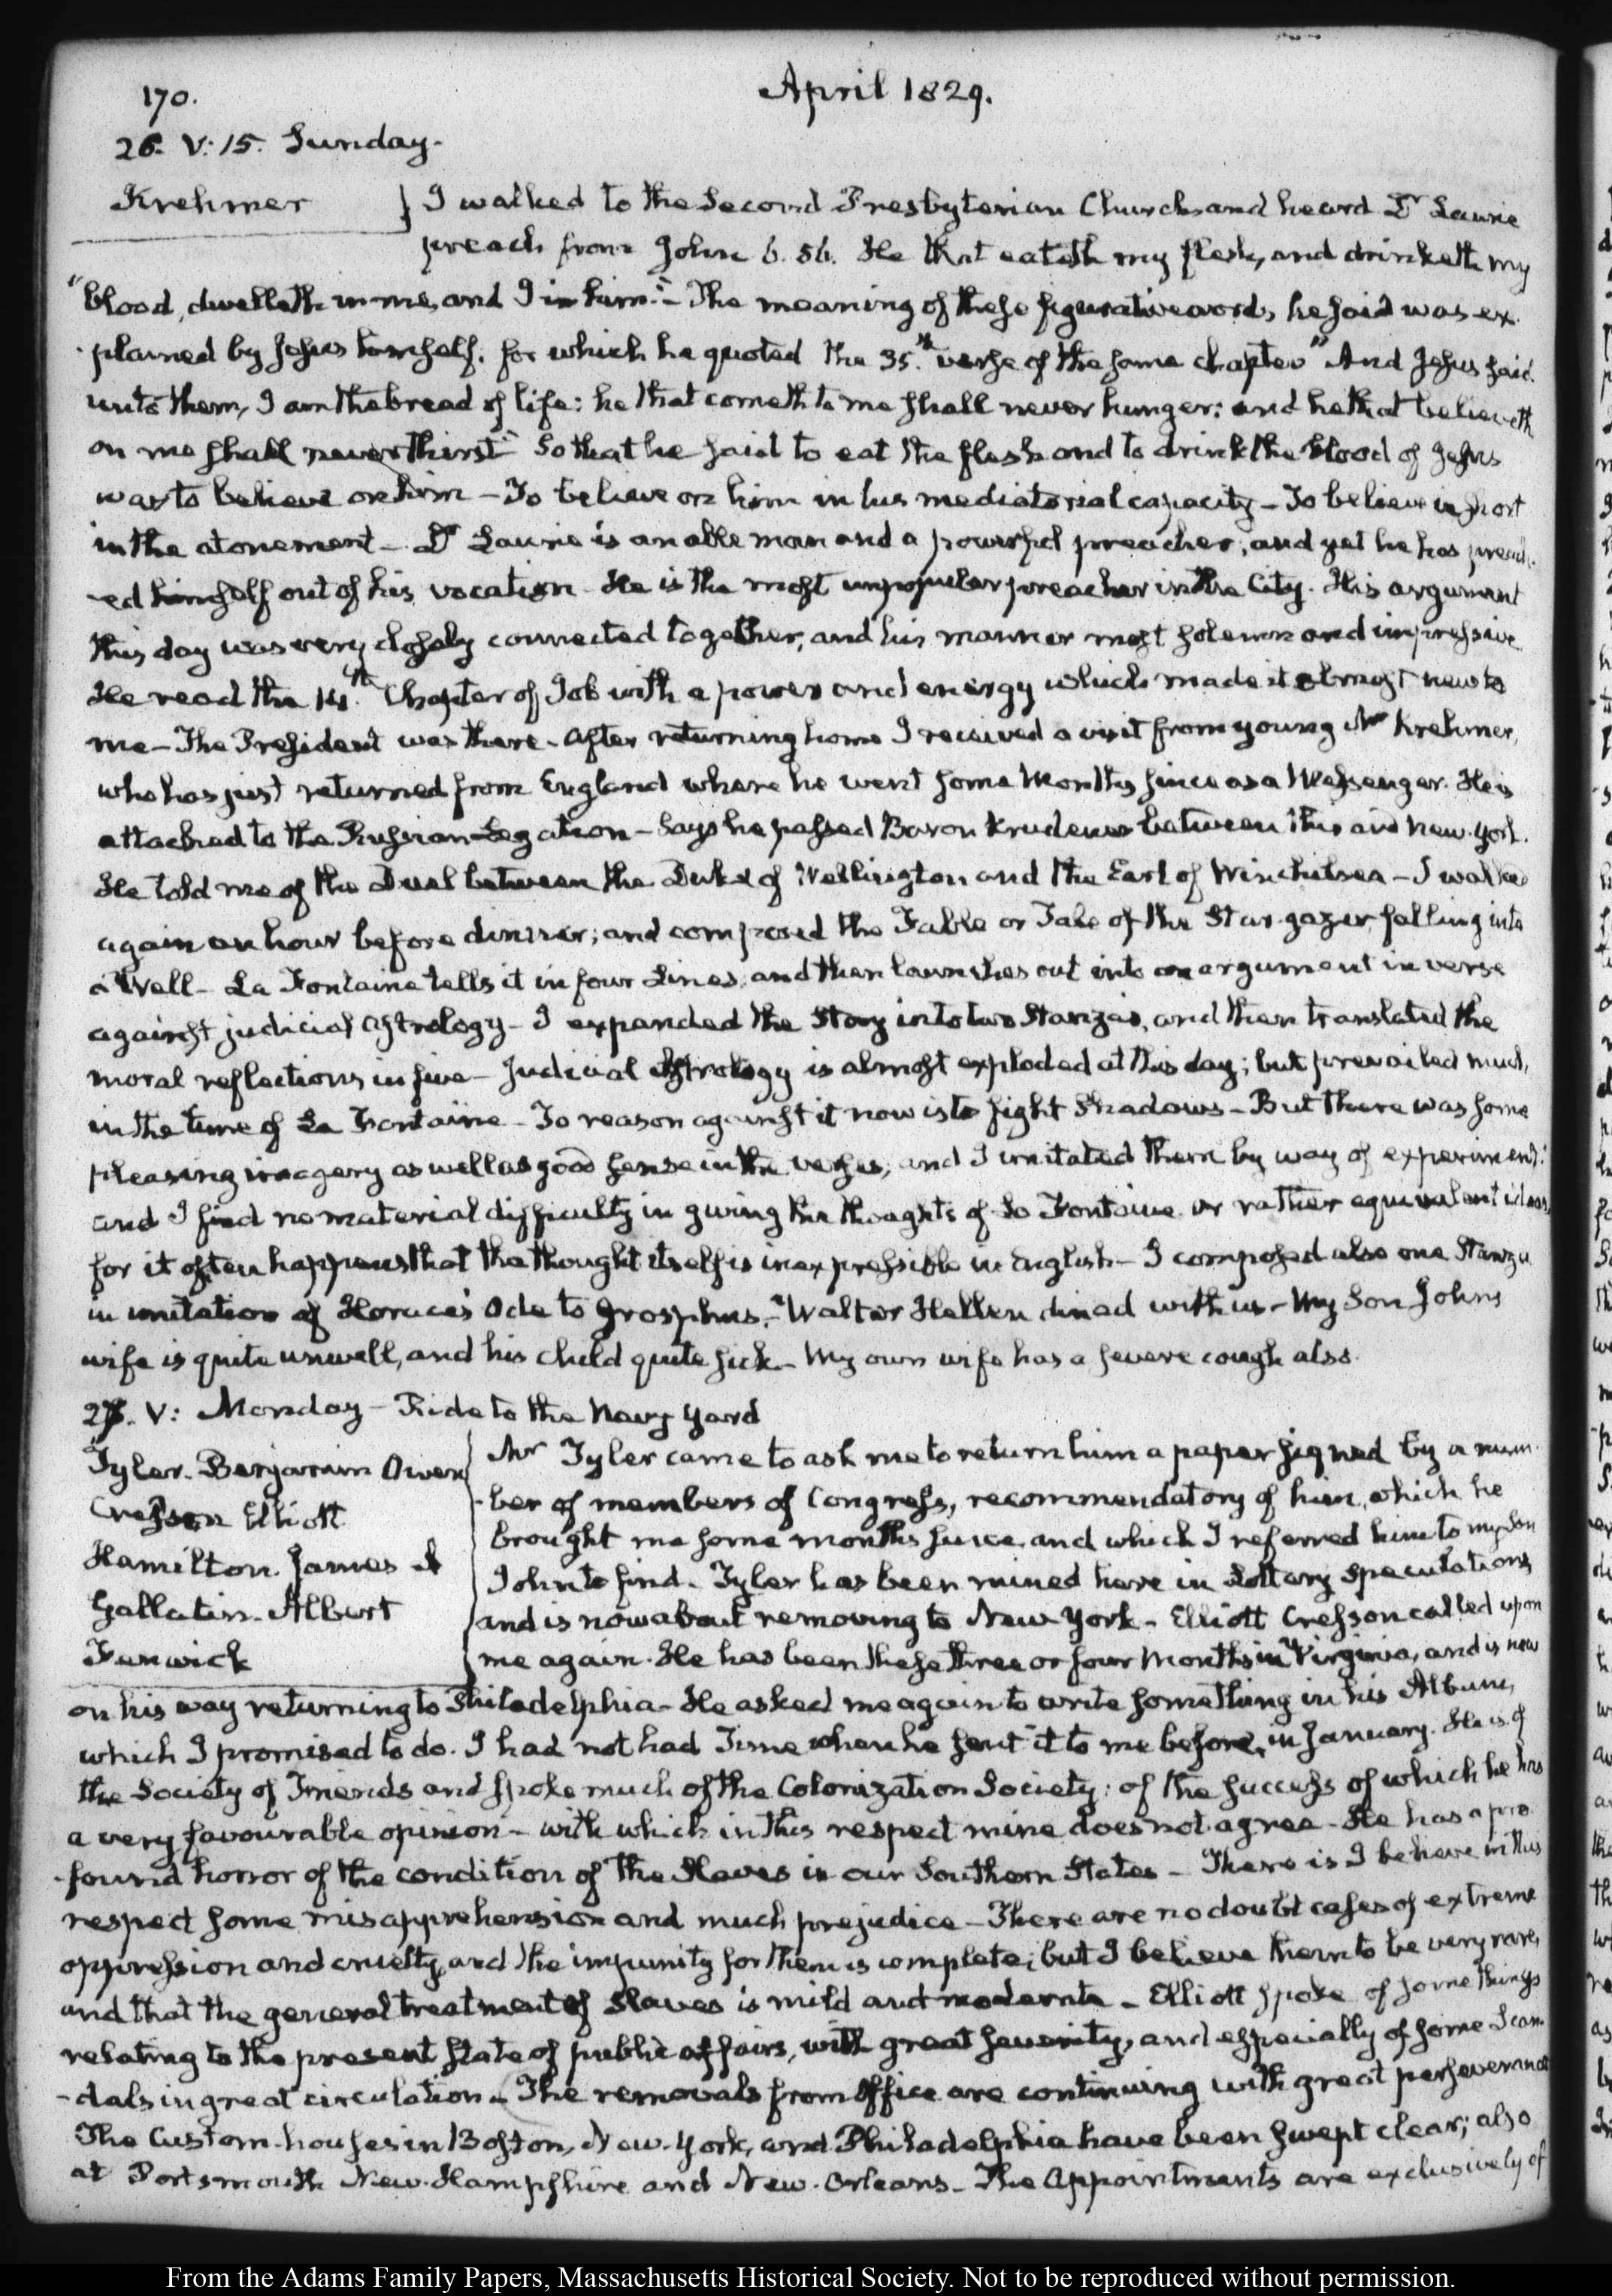 170.
April 1829.
26. V: 15. Sunday.
Krehmer
I walked to the Second Presbyterian Church and heard Dr Laurie
preach from John 6. 56. He that eateth my flesh, and drinketh my
"blood, dwelleth in me, and I in him."- The meaning of these figurative words, he said was ex-
-plained by Jesus himself. for which he quoted the 35.th verse of the same chapter "And Jesus said
unto them, I am the bread of life: he that cometh to me shall never hunger: and he that believeth
on me shall never thirst" So that he said to eat the flesh and to drink the blood of Jesus
was to believe on him - To believe on him in his mediatorial capacity - To believe in short
in the atonement - Dr Laurie is an able man and a powerful preacher, and yet he has preach-
-ed himself out of his vocation. He is the most unpopular preacher in the City. His argument
this day was very closely connected together, and his manner most solemn and impressive
He read the 14.th Chapter of Job with a power and energy which made it almost new to
me - The President was there - After returning home I received a visit from young Mr Krehmer,
who has just returned from England where he went some Months since as a Messenger. He is
attached to the Russian Legation - Says he passed Baron Krudener between this and New-York.
He told me of the Duel between the Duke of Wellington and the Earl of Winchilsea - I walked
again an hour before dinner; and composed the Fable or Tale of the Star-gazer falling into
a Well - La Fontaine tells it in four Lines, and then launches out into an argument in verse
against judicial Astrology - I expanded the Story into two Stanzas, and then translated the
moral reflections in five - Judicial Astrology is almost exploded at this day; but prevailed much,
in the time of La Fontaine - To reason against it now is to fight Shadows - But there was some
pleasing imagery as well as good sense in the verses, and I imitated them by way of experiment:
and I find no material difficulty in giving the thoughts of La Fontaine or rather equivalent ideas,
for it often happens that the thought itself is inexpressible in English - I composed also one Stanza
in imitation of Horace's Ode to Grosphus. - Walter Hellen dined with us - My Son John's
wife is quite unwell, and his child quite sick - My own wife has a severe cough also.
27. V: Monday - Ride to the Navy Yard
Tyler. Benjamin Owen
Cresson Elliott
Hamilton. James A
Gallatin. Albert
Fenwick
Mr Tyler came to ask me to return him a paper signed by a num-
-ber of members of Congress, recommendatory of him, which he
brought me some months since, and which I referred him to my Son
John to find. Tyler has been ruined here in Lottery Speculations
and is now about removing to New York - Elliott Cresson called upon
me again. He has been these three or four Months in Virginia, and is now
on his way returning to Philadelphia - He asked me again to write something in his Album,
which I promised to do. I had not had Time when he sent it to me before, in January. He is of
the Society of Friends and spoke much of the Colonization Society: of the success of which he has
a very favourable opinion - with which in this respect mine does not agree - He has a pro-
-found horror of the condition of the Slaves in our Southern States - There is I believe in this
respect some misapprehension and much prejudice - There are no doubt cases of extreme
oppression and cruelty, and the impunity for them is complete; but I believe them to be very rare,
and that the general treatment of Slaves is mild and moderate - Elliott spoke of some things
relating to the present state of public affairs, with great severity, and especially of some Scan-
-dals in great circulation - The removals from Office are continuing with great perseverance
The Custom-houses in Boston, New-York, and Philadelphia have been swept clear; also
at Portsmouth New-Hampshire and New-Orleans - The Appointments are exclusively of
From the Adams Family Papers, Massachusetts Historical Society. Not to be reproduced without permission.